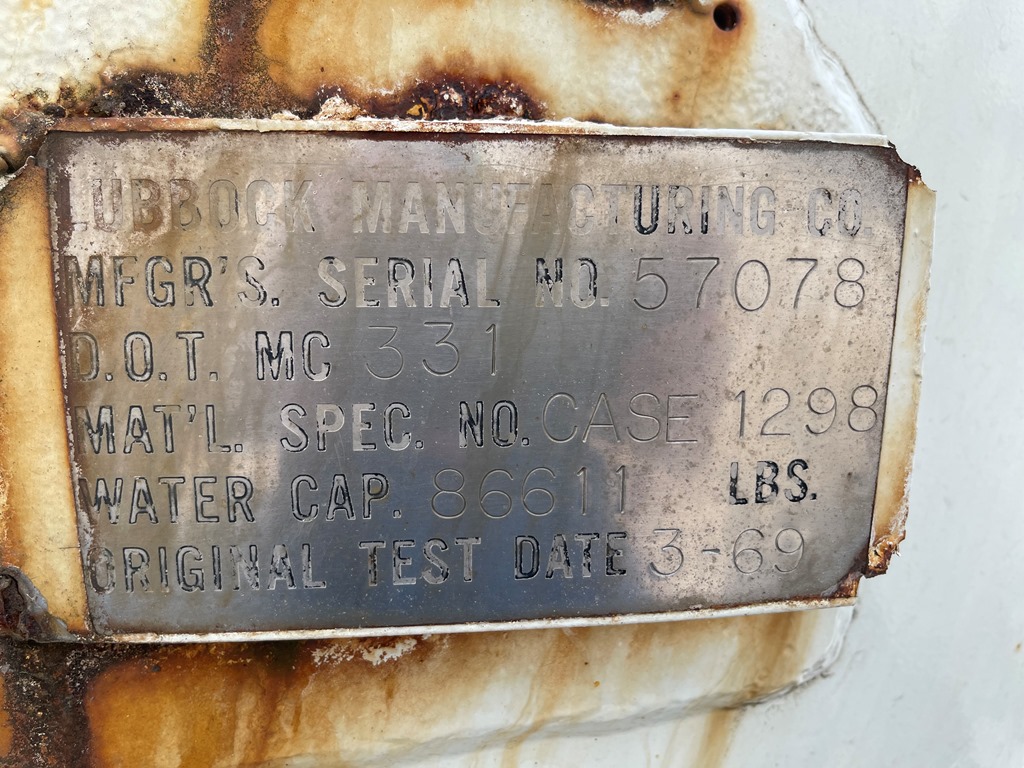 LUBBOCK MANUFACTURING CO.
MFGR'S. SERIAL NO. 57078
D.O.T. MC 331
MAT'L. SPEC. NO. CASE 1298
WATER CAP. 86611 LBS.
ORIGINAL TEST DATE 3-69